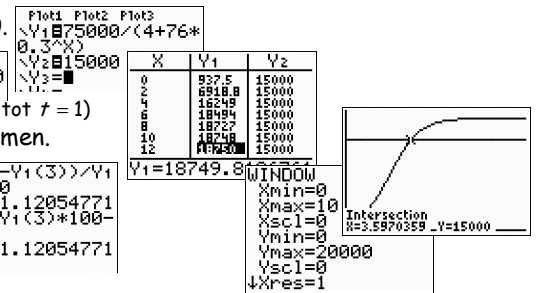 Plot1 Plot2 Plot3
\Y1=75000/(4+76*
0.3^X)
\Y2=15000
\Y3=
X Y1 Y2
0 937.5 15000
2 6918.8 15000
4 16249 15000
6 18494 15000
8 18727 15000
10 18748 15000
12 18750 15000
tot t = 1)
men.
-Y1(3))/Y1
0
1.12054771
Y1(3)*100-
1.12054771
WINDOW
Xmin=0
Xmax=10
Xscl=0
Ymin=0
Ymax=20000
Yscl=0
↓Xres=1
Intersection
X=3.5970359 Y=15000